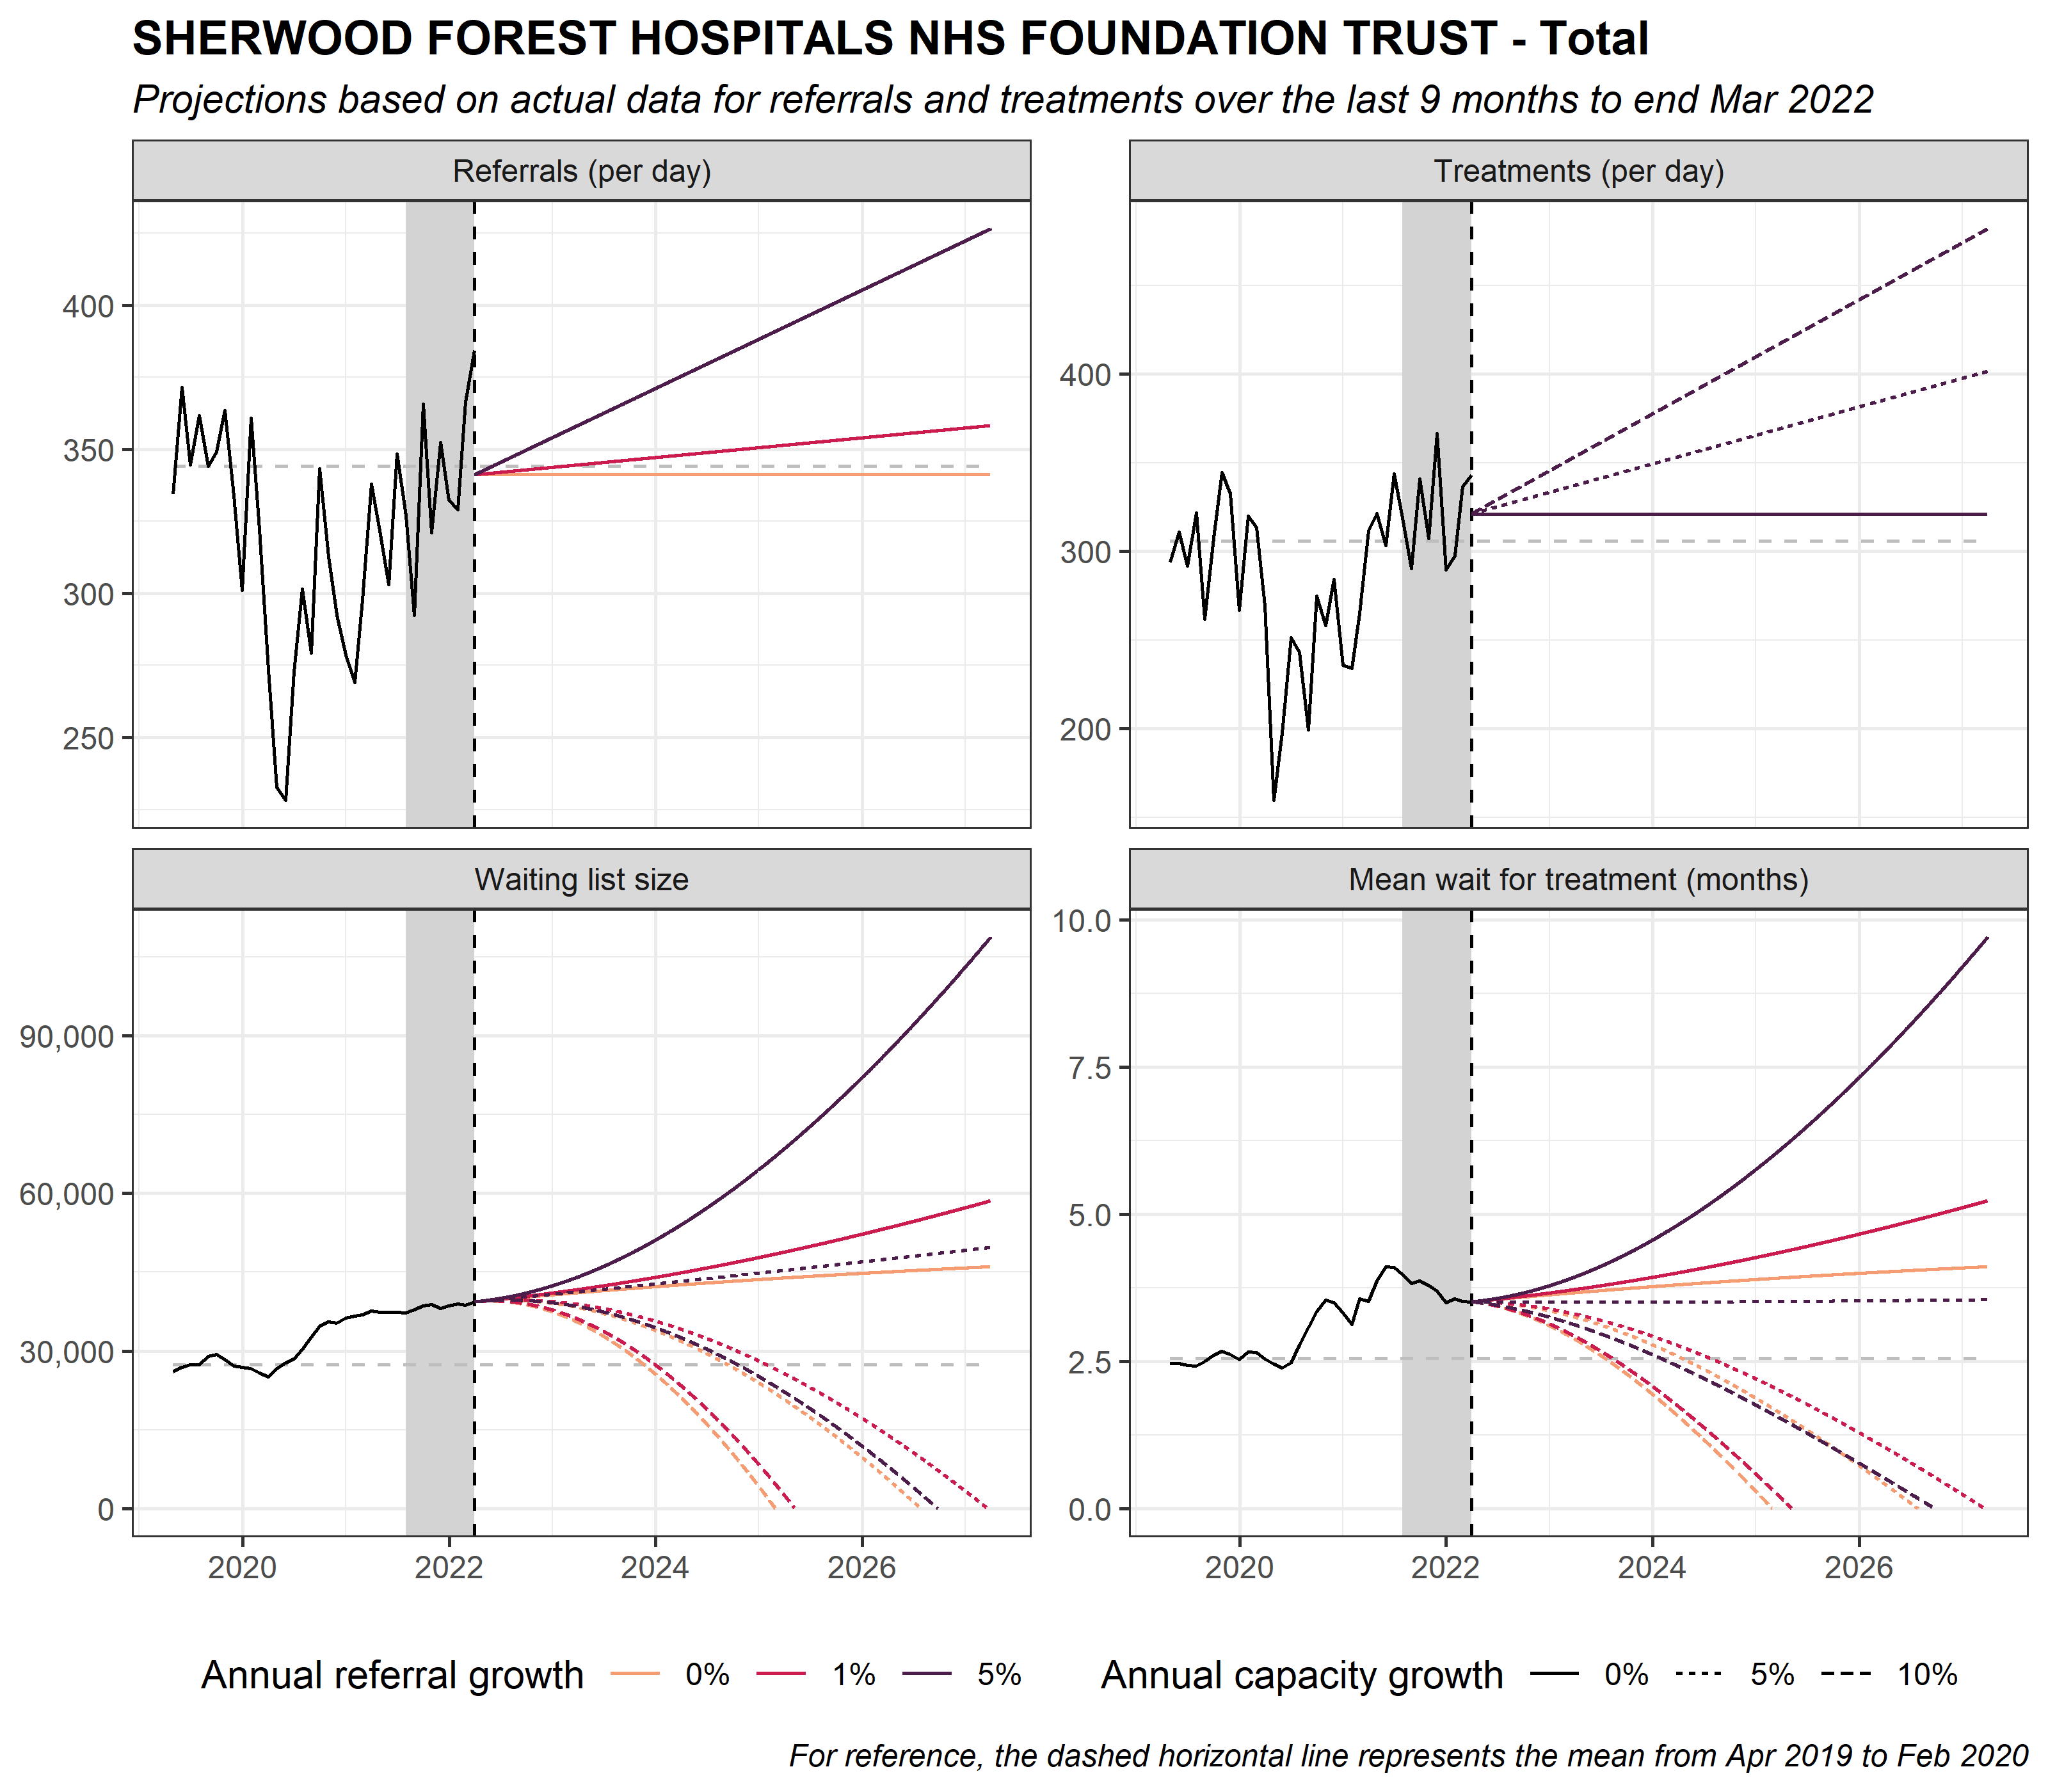 SHERWOOD FOREST HOSPITALS NHS FOUNDATION TRUST - Total
Projections based on actual data for referrals and treatments over the last 9 months to end Mar 2022
Referrals (per day)
400
350
300
250
Treatments (per day)
400
300
200
Waiting list size
90,000
60,000
30,000
0
2020 2022 2024 2026
Mean wait for treatment (months)
10.0
7.5
5.0
2.5
0.0
2020 2022 2024 2026
Annual referral growth 0% 1% 5%
Annual capacity growth 0% 5% 10%
For reference, the dashed horizontal line represents the mean from Apr 2019 to Feb 2020